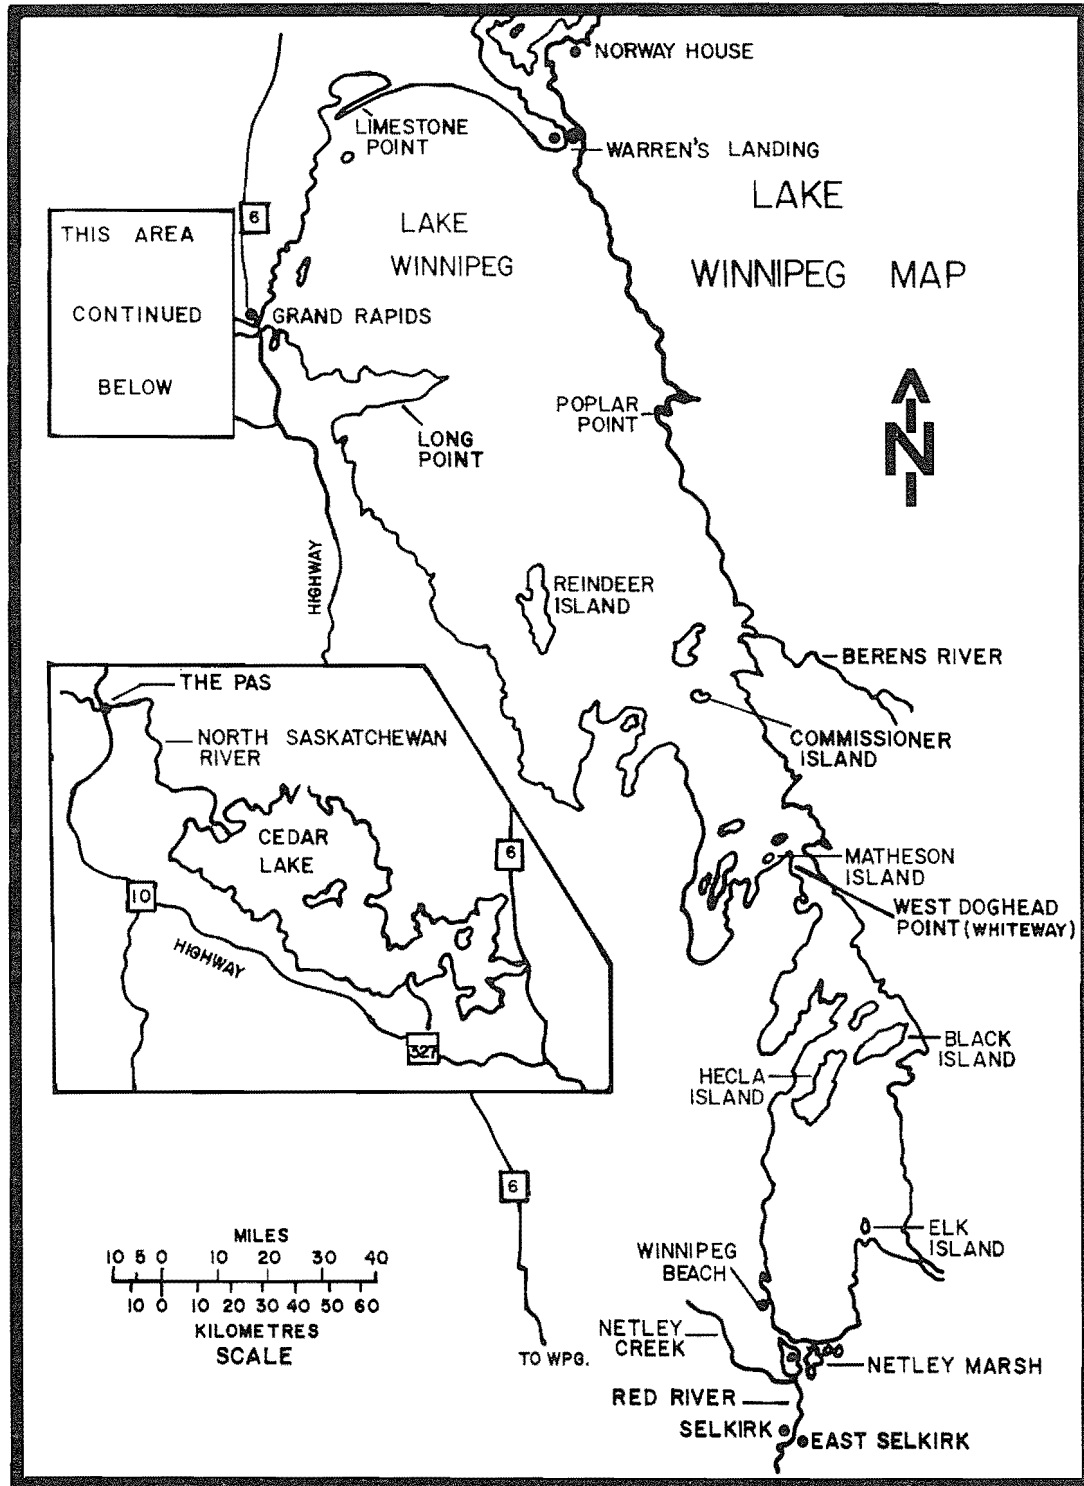 NORWAY HOUSE
LIMESTONE
POINT
WARREN'S LANDING
LAKE
WINNIPEG MAP
LAKE
WINNIPEG
6
THIS AREA
CONTINUED
BELOW
GRAND RAPIDS
POPLAR
POINT
LONG
POINT
N
HIGHWAY
REINDEER
ISLAND
BERENS RIVER
COMMISSIONER
ISLAND
THE PAS
NORTH SASKATCHEWAN
RIVER
CEDAR
LAKE
6
10
HIGHWAY
327
MATHESON
ISLAND
WEST DOGHEAD
POINT (WHITEWAY)
BLACK
ISLAND
HECLA
ISLAND
6
ELK
ISLAND
WINNIPEG
BEACH
MILES
10 5 0 10 20 30 40
10 0 10 20 30 40 50 60
KILOMETRES
SCALE
TO WPG.
NETLEY
CREEK
NETLEY MARSH
RED RIVER
SELKIRK
EAST SELKIRK